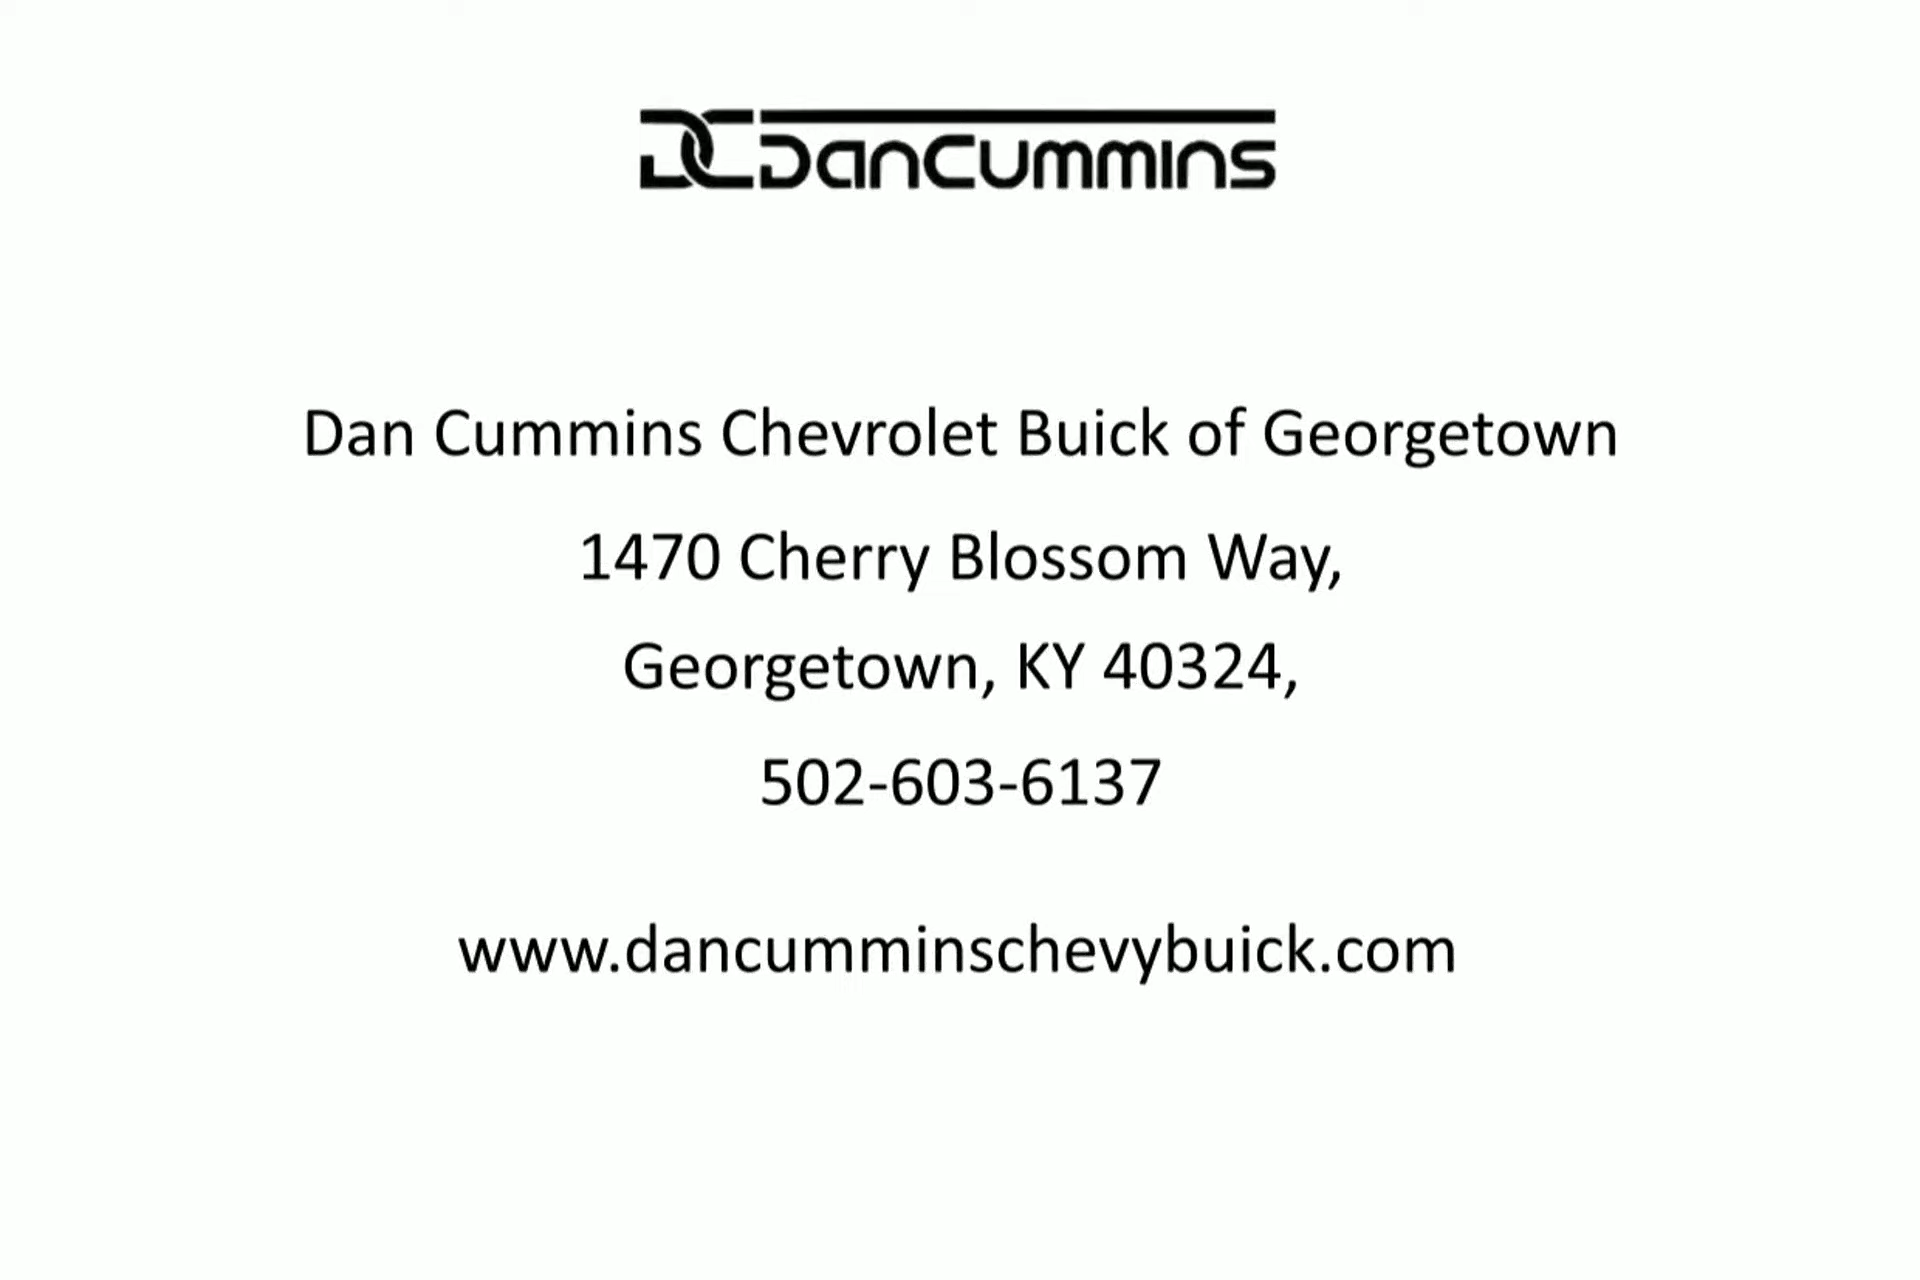 DC DanCummins
Dan Cummins Chevrolet Buick of Georgetown
1470 Cherry Blossom Way,
Georgetown, KY 40324,
502-603-6137
www.dancumminschevybuick.com